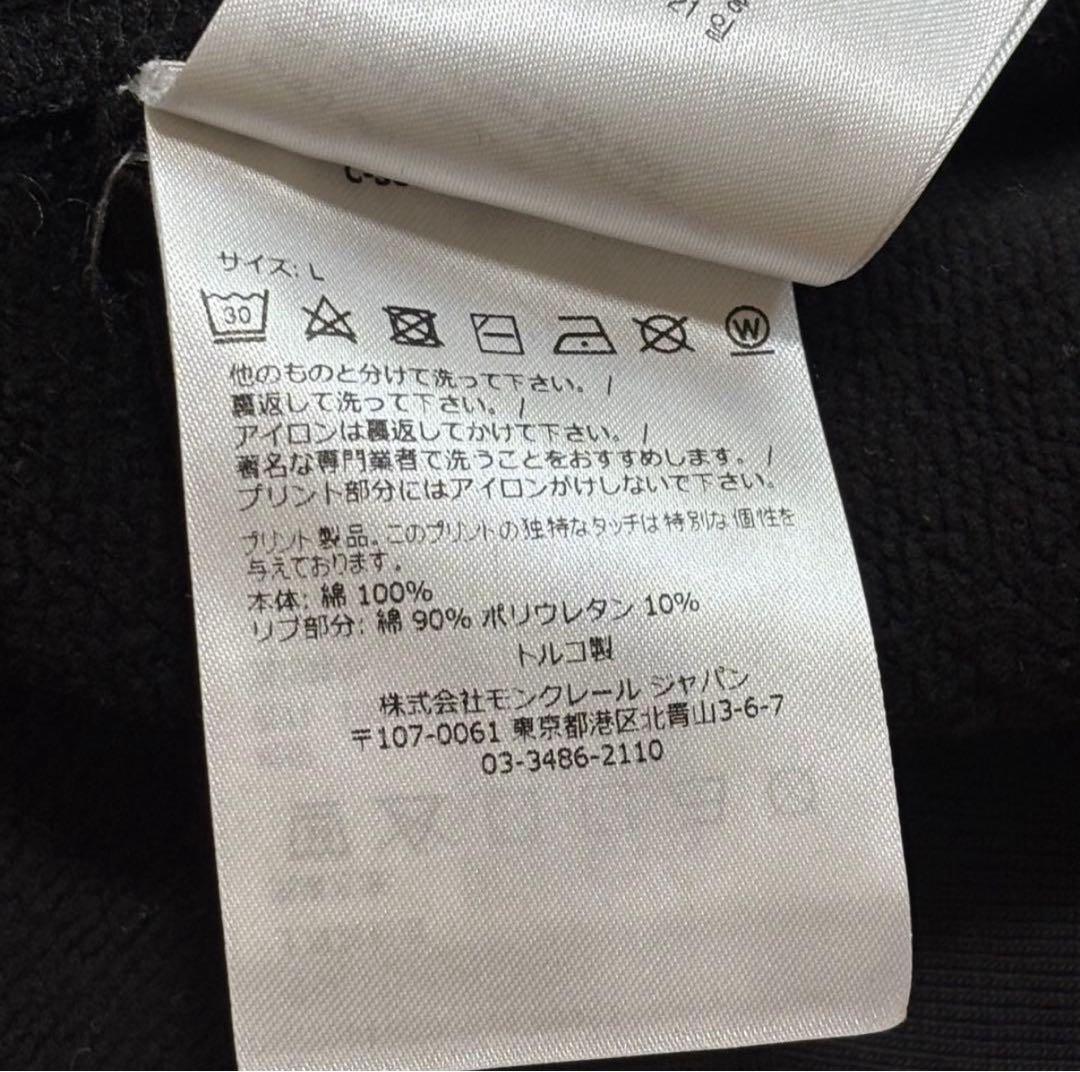 21
サイズ: L
30
W
他のものと分けて洗って下さい。 /
裏返して洗って下さい。 /
アイロンは裏返してかけて下さい。 /
著名な専門業者で洗うことをおすすめします。 /
プリント部分にはアイロンがけしないで下さい。
プリント製品。このプリントの独特なタッチは特別な個性を
与えております。
本体: 綿 100%
リブ部分: 綿 90% ポリウレタン 10%
トルコ製
株式会社モンクレール ジャパン
〒107-0061 東京都港区北青山3-6-7
03-3486-2110